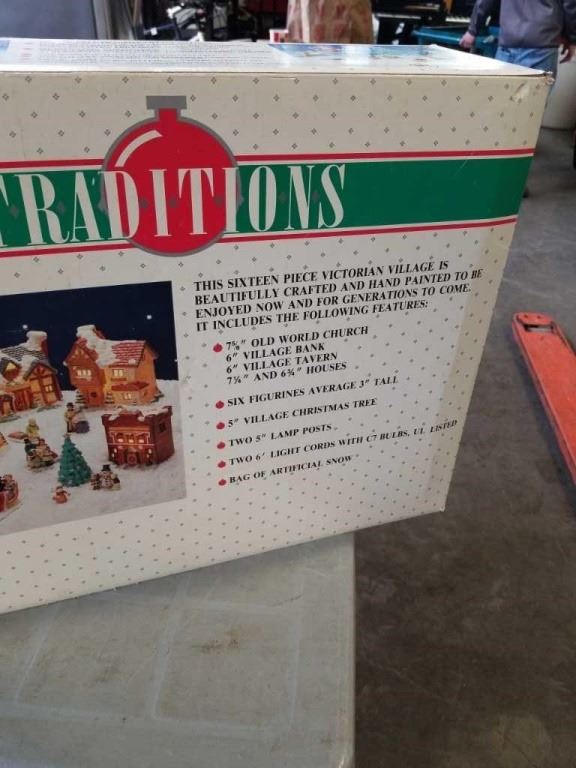 TRADITIONS
THIS SIXTEEN PIECE VICTORIAN VILLAGE IS
BEAUTIFULLY CRAFTED AND HAND PAINTED TO BE
ENJOYED NOW AND FOR GENERATIONS TO COME.
IT INCLUDES THE FOLLOWING FEATURES:
7⅝" OLD WORLD CHURCH
6" VILLAGE BANK
6" VILLAGE TAVERN
7¼" AND 6¾" HOUSES
SIX FIGURINES AVERAGE 3" TALL
5" VILLAGE CHRISTMAS TREE
TWO 5" LAMP POSTS
TWO 6' LIGHT CORDS WITH C7 BULBS, UL LISTED
BAG OF ARTIFICIAL SNOW